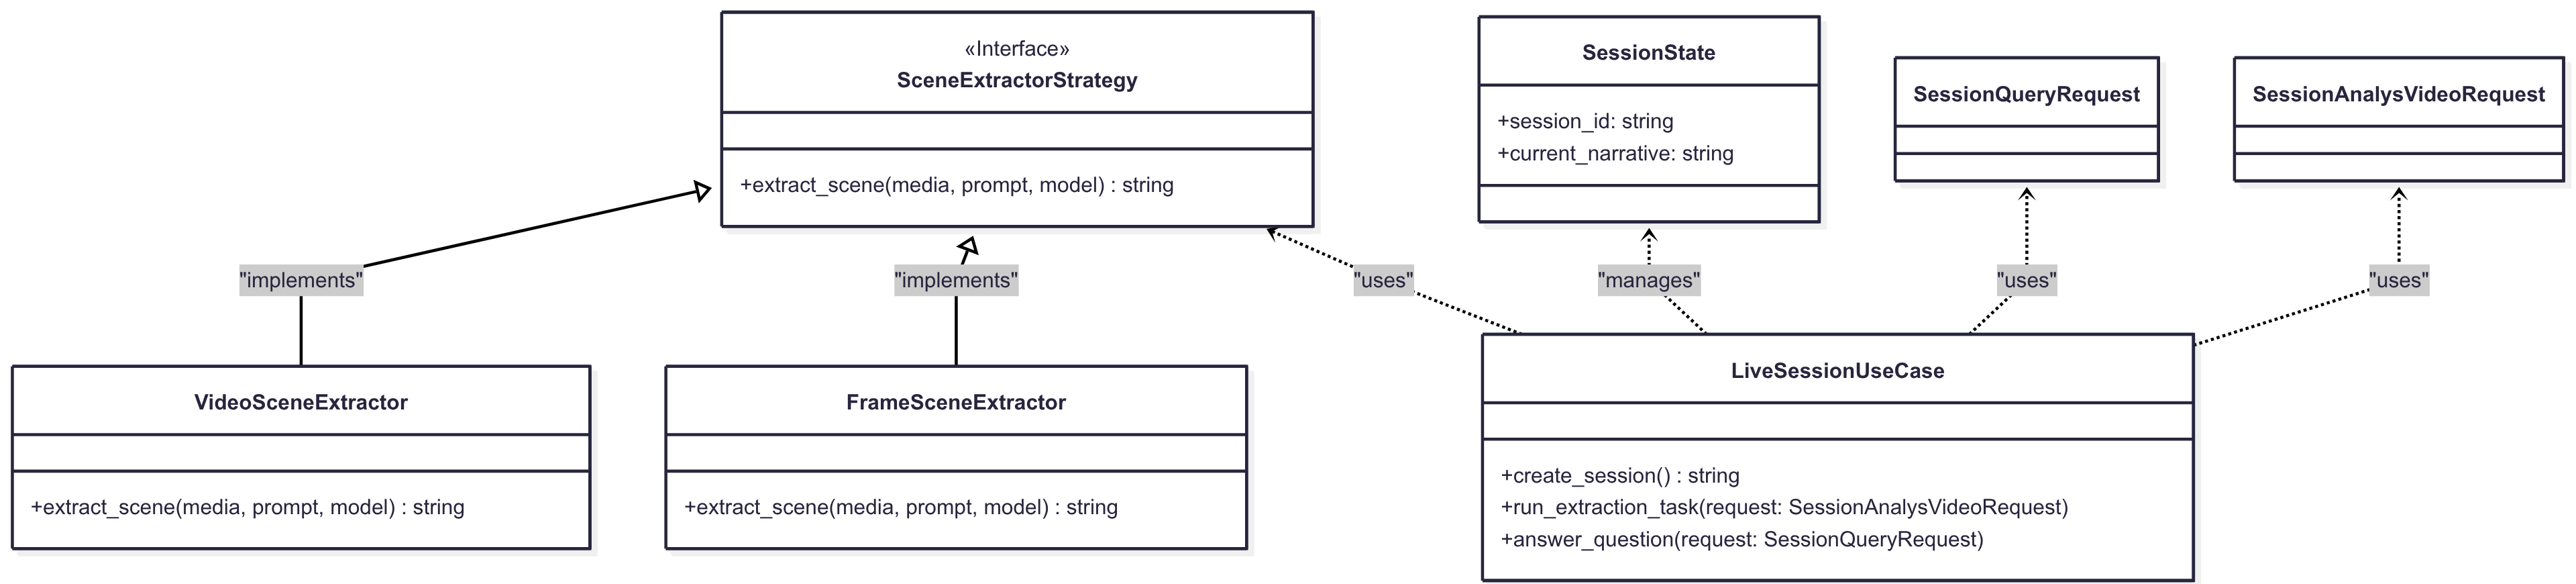 «Interface»
SceneExtractorStrategy
+extract_scene(media, prompt, model) : string
SessionState
+session_id: string
+current_narrative: string
SessionQueryRequest
SessionAnalysVideoRequest
"implements"
"implements"
"uses"
"manages"
"uses"
"uses"
VideoSceneExtractor
+extract_scene(media, prompt, model) : string
FrameSceneExtractor
+extract_scene(media, prompt, model) : string
LiveSessionUseCase
+create_session() : string
+run_extraction_task(request: SessionAnalysVideoRequest)
+answer_question(request: SessionQueryRequest)